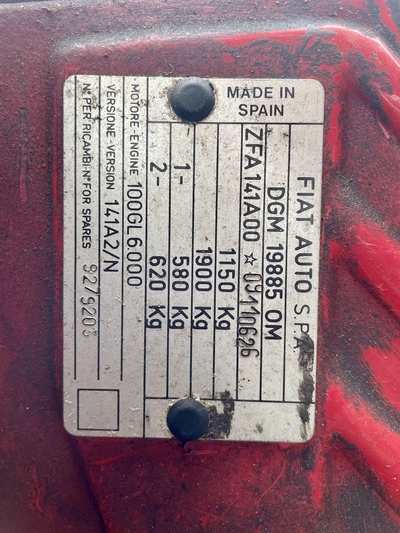 MADE IN
SPAIN
FIAT AUTO S.P.A
DGM 19885 OM
ZFA141A00 ☆ 09110626
1150 Kg
1900 Kg
1- 580 Kg
2- 620 Kg
MOTORE-ENGINE 100GL6.000
VERSIONE-VERSION 141A2/N
N° PER RICAMBI-N° FOR SPARES 9279203